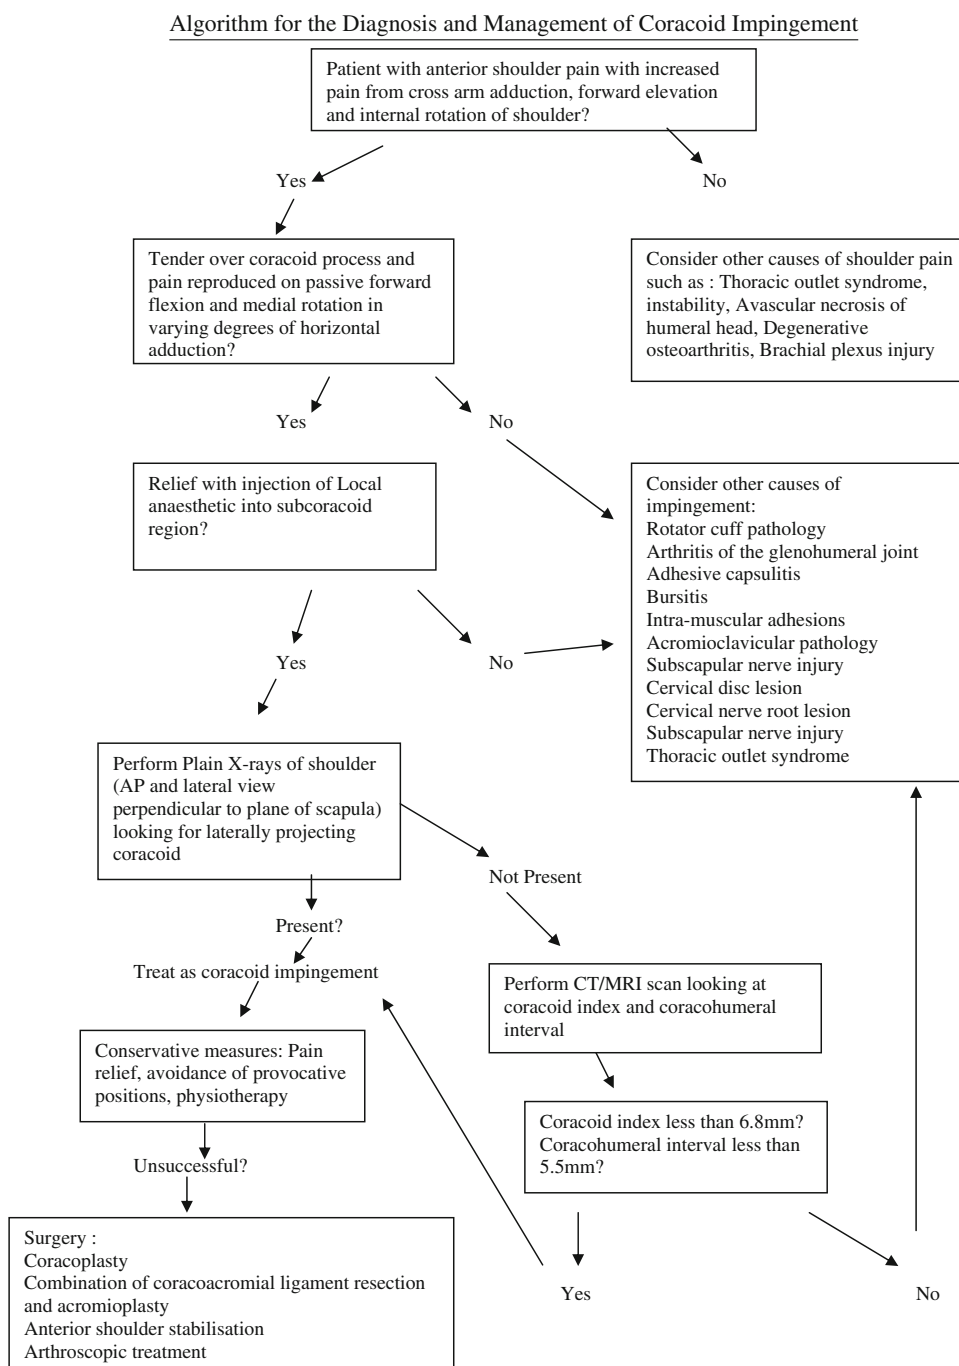 Algorithm for the Diagnosis and Management of Coracoid Impingement
Patient with anterior shoulder pain with increased
pain from cross arm adduction, forward elevation
and internal rotation of shoulder?
Yes
No
Tender over coracoid process and
pain reproduced on passive forward
flexion and medial rotation in
varying degrees of horizontal
adduction?
Consider other causes of shoulder pain
such as : Thoracic outlet syndrome,
instability, Avascular necrosis of
humeral head, Degenerative
osteoarthritis, Brachial plexus injury
Yes
No
Relief with injection of Local
anaesthetic into subcoracoid
region?
Consider other causes of
impingement:
Rotator cuff pathology
Arthritis of the glenohumeral joint
Adhesive capsulitis
Bursitis
Intra-muscular adhesions
Acromioclavicular pathology
Subscapular nerve injury
Cervical disc lesion
Cervical nerve root lesion
Subscapular nerve injury
Thoracic outlet syndrome
Yes
No
Perform Plain X-rays of shoulder
(AP and lateral view
perpendicular to plane of scapula)
looking for laterally projecting
coracoid
Not Present
Present?
Treat as coracoid impingement
Perform CT/MRI scan looking at
coracoid index and coracohumeral
interval
Conservative measures: Pain
relief, avoidance of provocative
positions, physiotherapy
Coracoid index less than 6.8mm?
Coracohumeral interval less than
5.5mm?
Unsuccessful?
Surgery :
Coracoplasty
Combination of coracoacromial ligament resection
and acromioplasty
Anterior shoulder stabilisation
Arthroscopic treatment
Yes
No